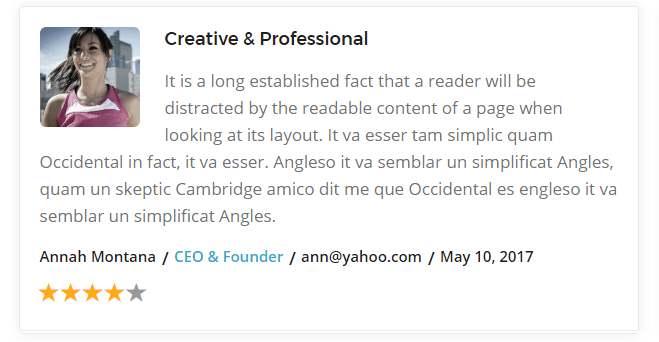 Creative & Professional
It is a long established fact that a reader will be
distracted by the readable content of a page when
looking at its layout. It va esser tam simplic quam
Occidental in fact, it va esser. Angleso it va semblar un simplificat Angles,
quam un skeptic Cambridge amico dit me que Occidental es engleso it va
semblar un simplificat Angles.
Annah Montana / CEO & Founder / ann@yahoo.com / May 10, 2017